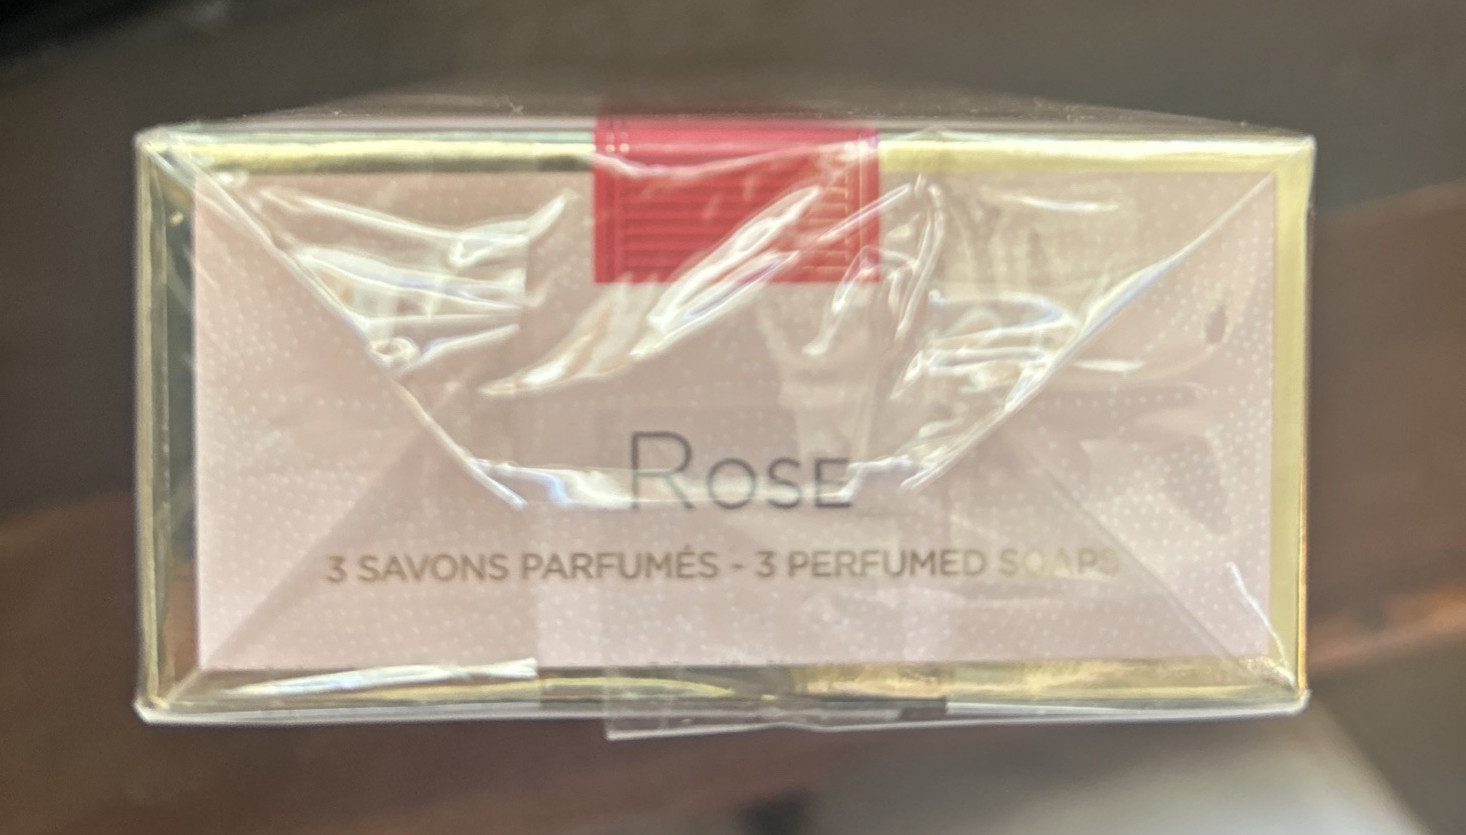 Rose
3 SAVONS PARFUMÉS - 3 PERFUMED SOAPS